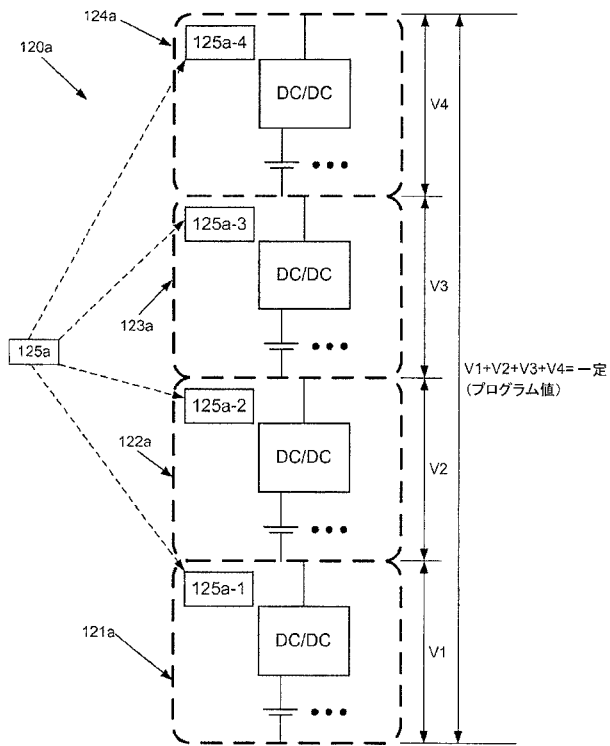 124a
125a-4
120a
DC/DC
V4
125a-3
DC/DC
V3
123a
125a
V1+V2+V3+V4= 一定
(プログラム値)
125a-2
DC/DC
V2
122a
125a-1
DC/DC
V1
121a